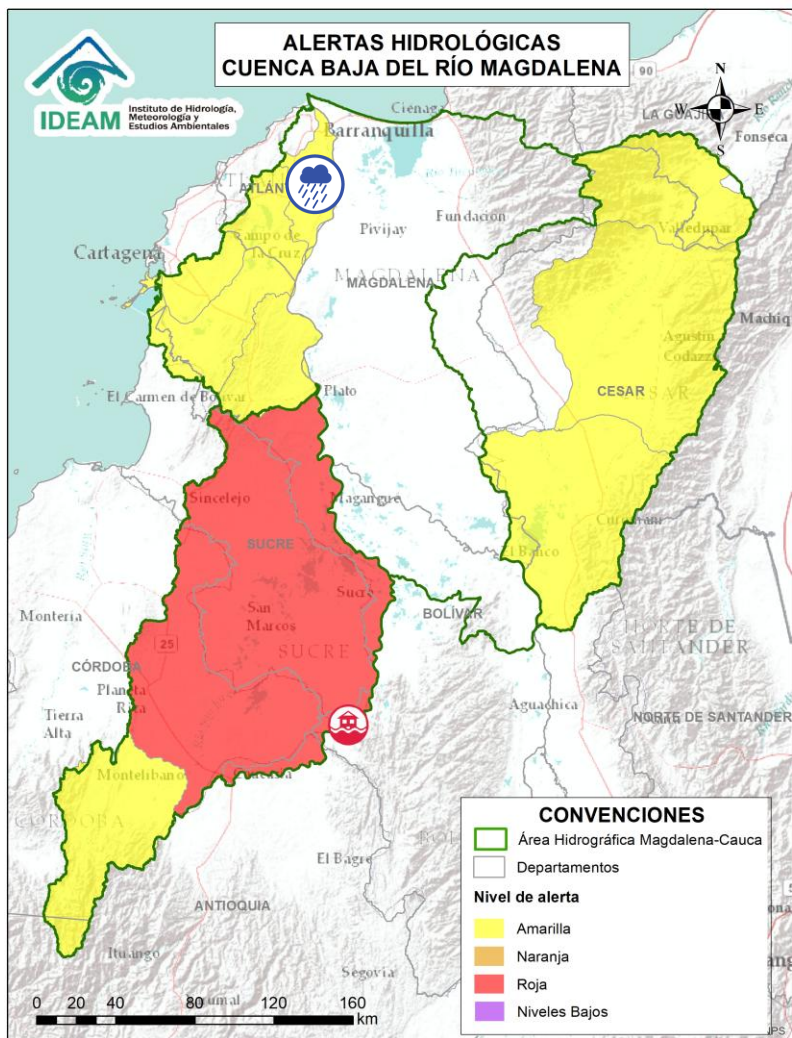 ALERTAS HIDROLÓGICAS
CUENCA BAJA DEL RÍO MAGDALENA
IDEAM
Instituto de Hidrología,
Meteorología y
Estudios Ambientales
N
W E
S
90
LA GUAJIRA
Fonseca
Ciénaga
Barranquilla
ATLÁN
Valledupar
Fundación
Pivijay
Campo de
la Cruz
Cartagena
MAGDALENA
MAGDALENA
Machiq
Agustín
Codazzi
CESAR
El Carmen de Bolívar
Plato
Sincelejo
Magangue
Curumaní
El Banco
SUCRE
Sucre
San
Marcos
BOLÍVAR
Montería
25
SUCRE
NORTE DE
SANTANDER
CÓRDOBA
Planeta
Rica
Aguachica
Tierra
Alta
NORTE DE SANTANDER
Montelíbano
CÓRDOBA
El Bagre
ANTIOQUIA
Ituango
Segovia
CONVENCIONES
Área Hidrográfica Magdalena-Cauca
Departamentos
Nivel de alerta
Amarilla
Naranja
Roja
Niveles Bajos
0 20 40 80 120 160
km